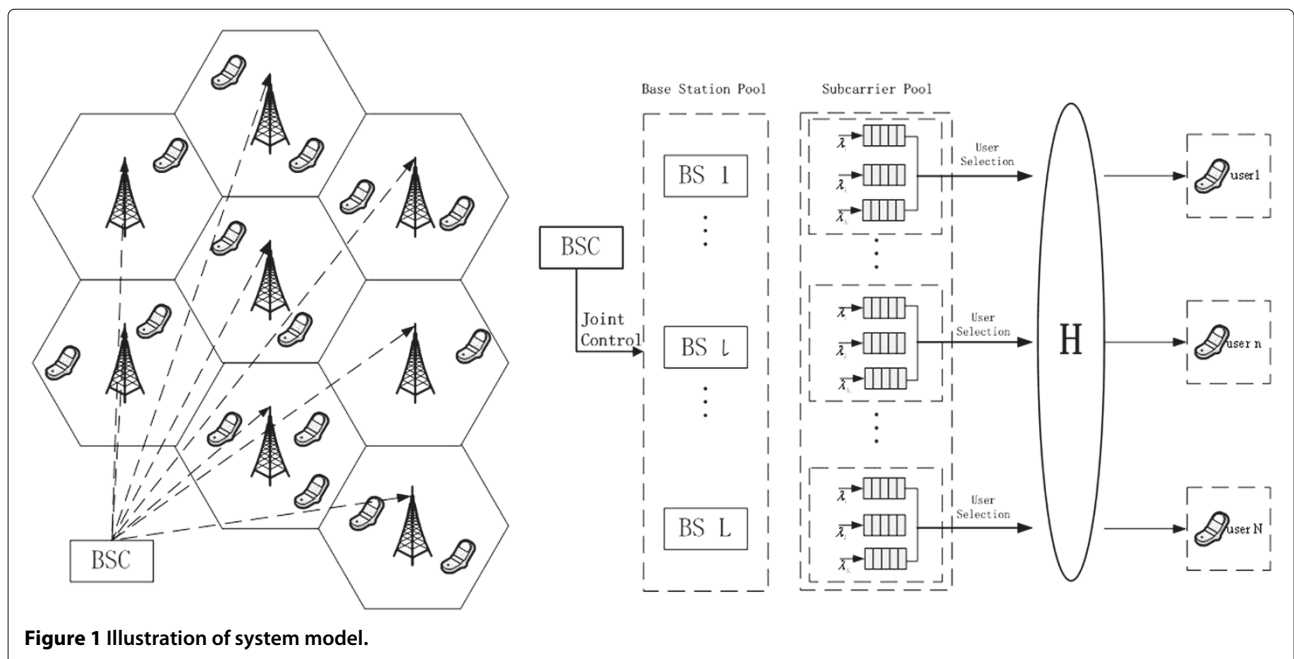 Base Station Pool
Subcarrier Pool
BSC
Joint
Control
BS 1
BS l
BS L
λ
λ
λ
User
Selection
λ
λ
λ
User
Selection
λ
λ
λ
User
Selection
H
user1
user n
user N
BSC
Figure 1 Illustration of system model.